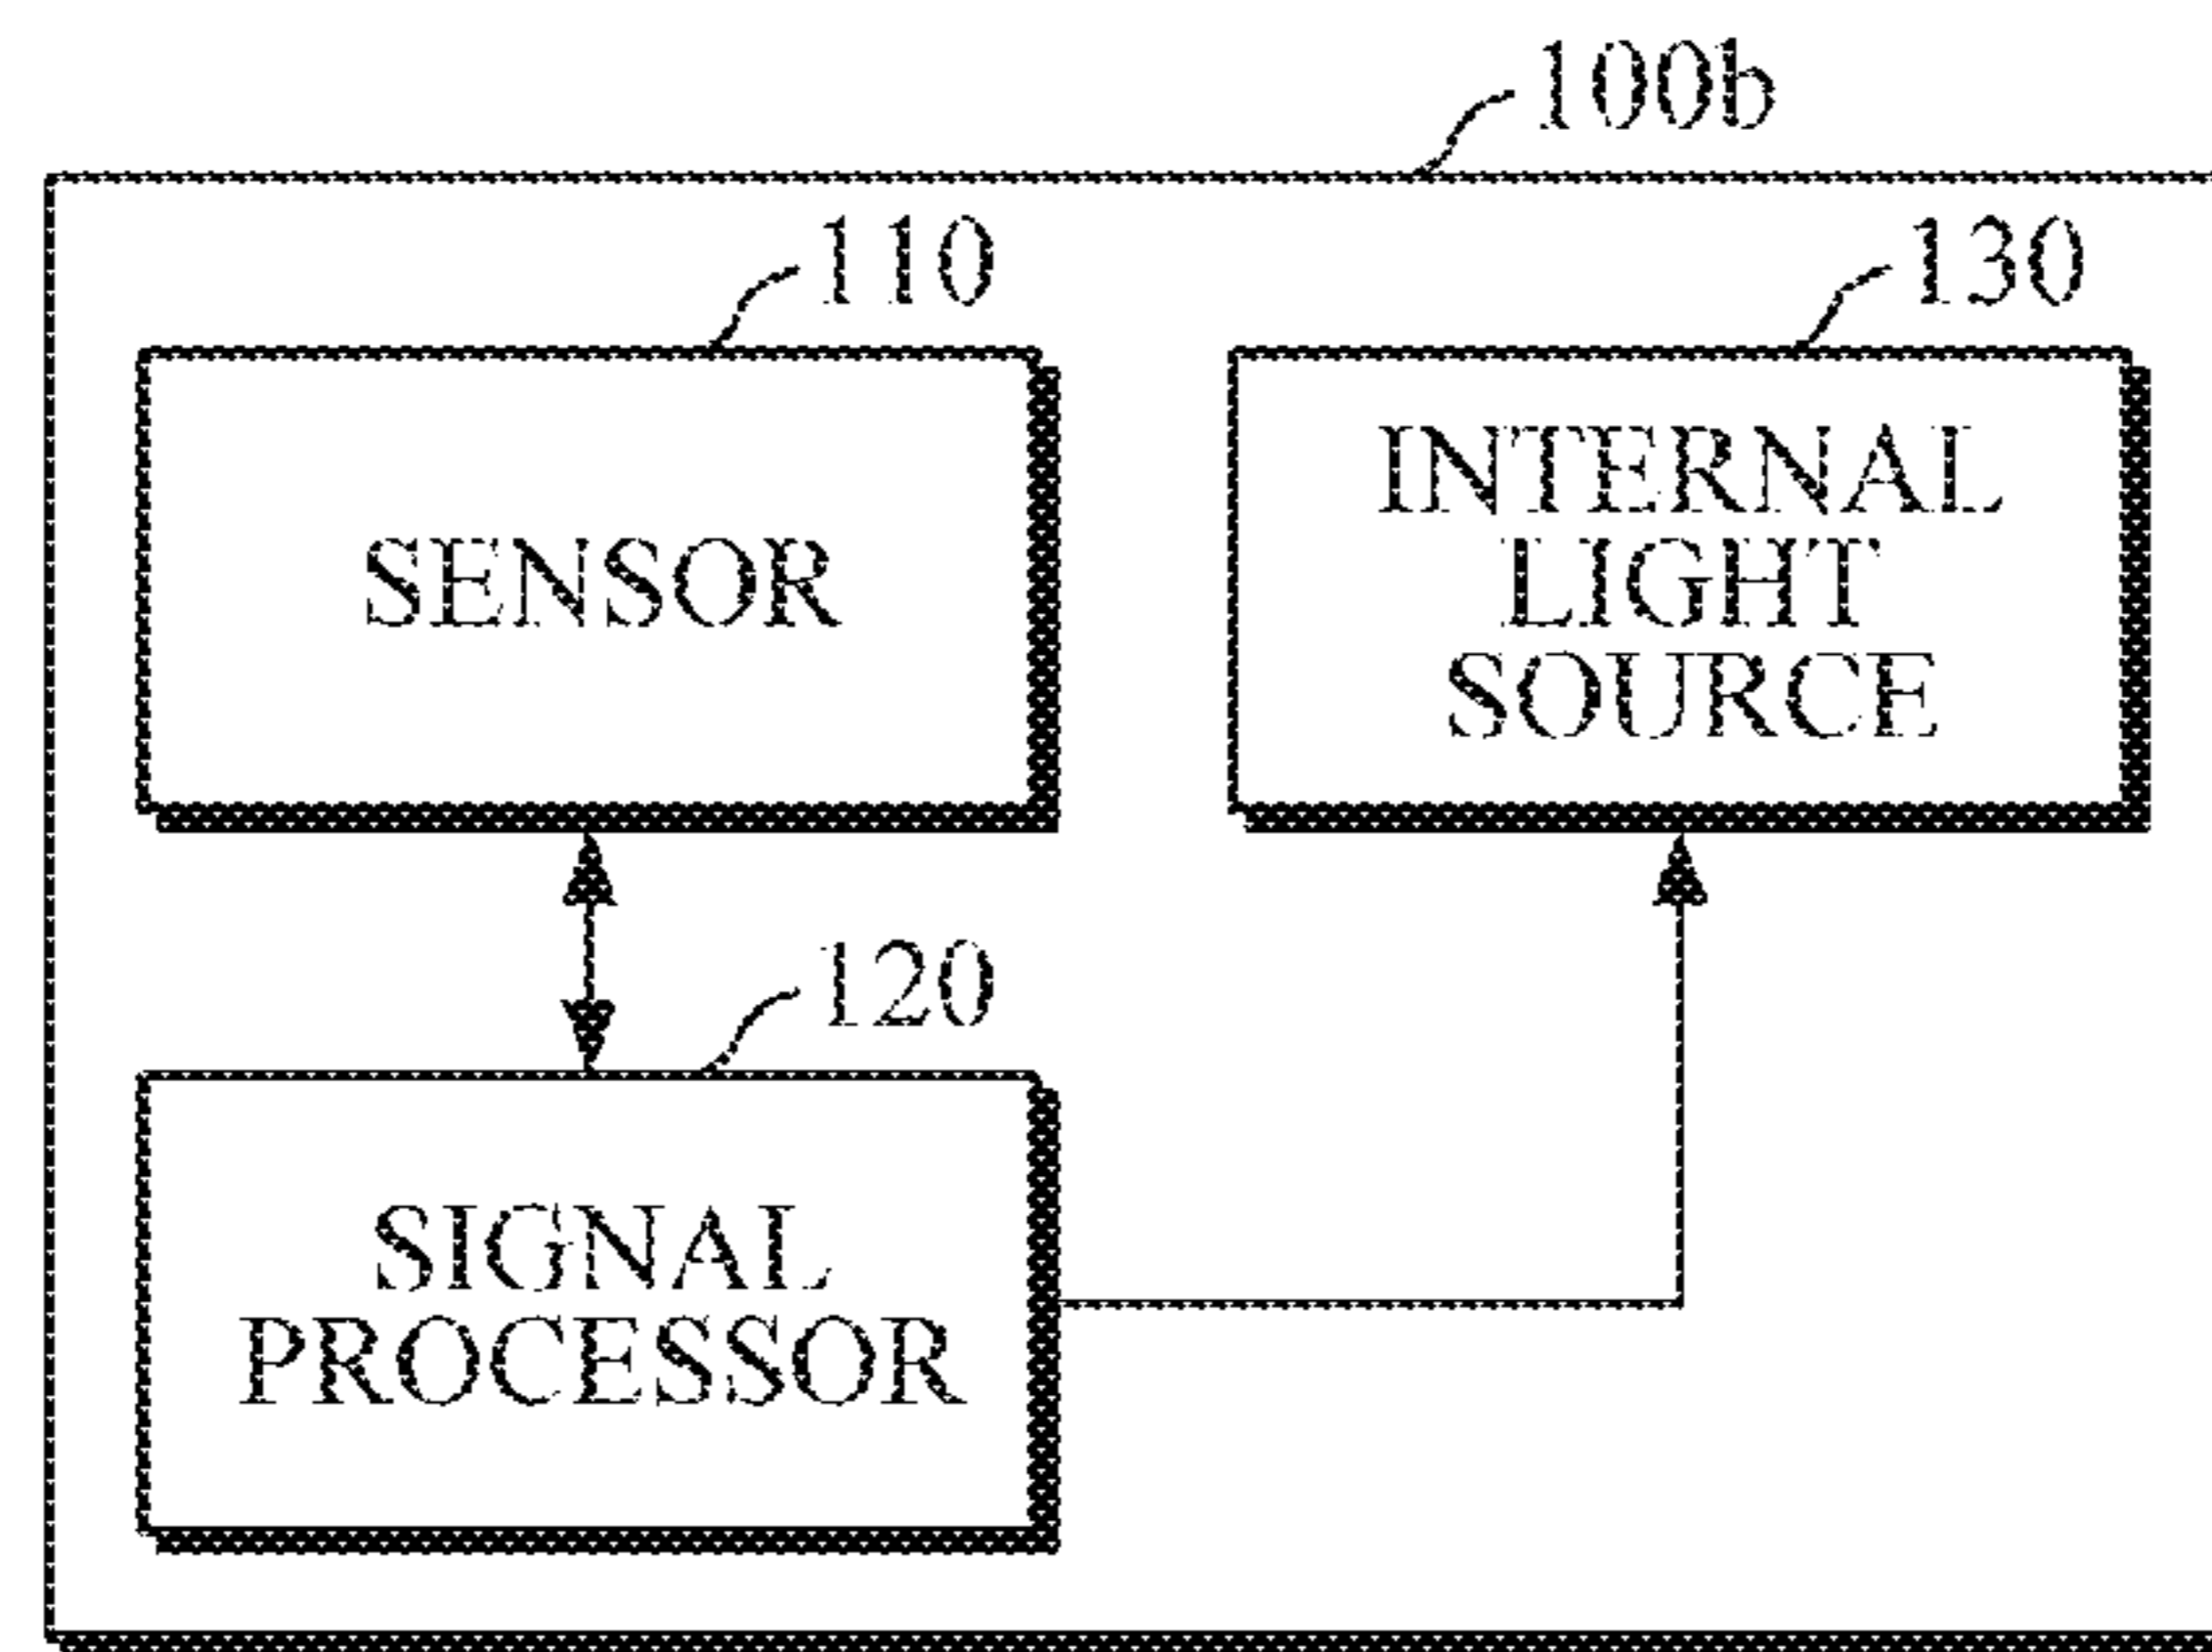 100b
110
130
SENSOR
INTERNAL
LIGHT
SOURCE
120
SIGNAL
PROCESSOR